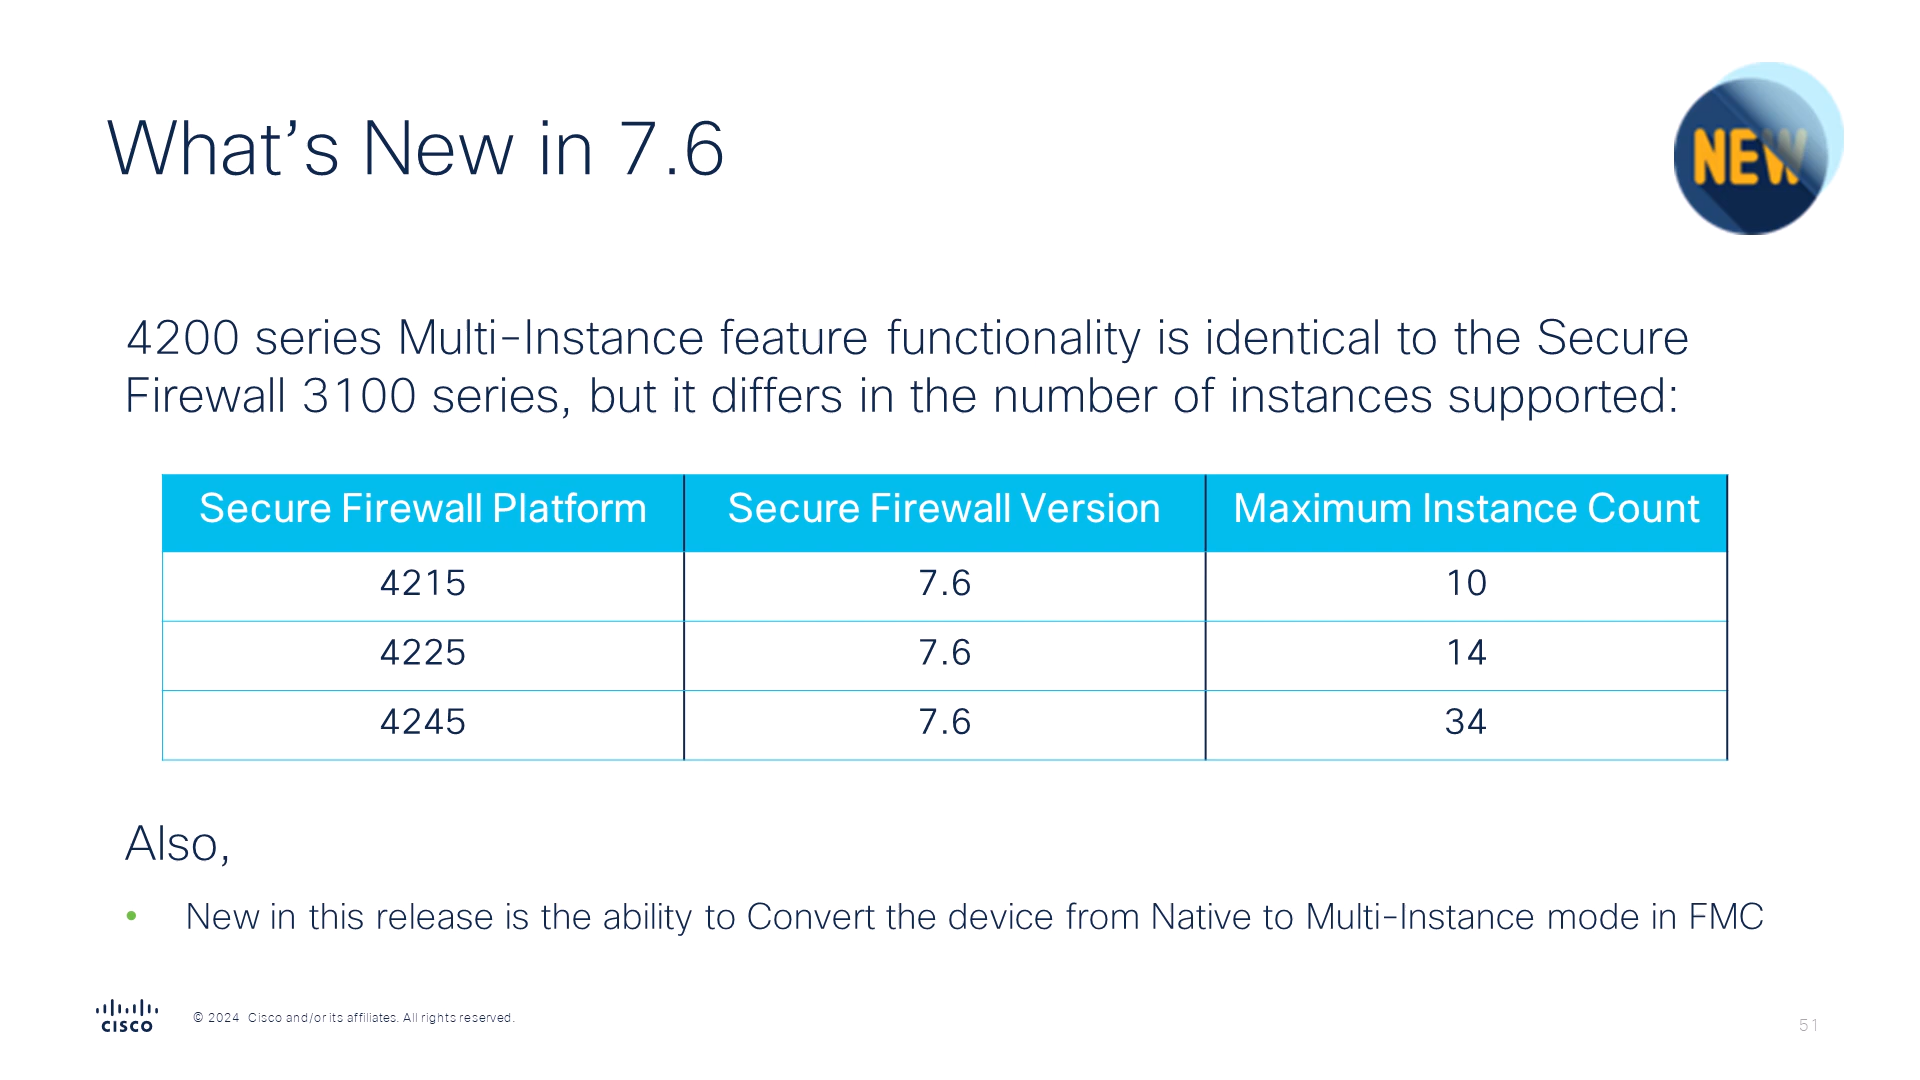 What’s New in 7.6
NEW
4200 series Multi-Instance feature functionality is identical to the Secure
Firewall 3100 series, but it differs in the number of instances supported:
Secure Firewall Platform Secure Firewall Version Maximum Instance Count
4215 7.6 10
4225 7.6 14
4245 7.6 34
Also,
• New in this release is the ability to Convert the device from Native to Multi-Instance mode in FMC
CISCO
© 2024 Cisco and/or its affiliates. All rights reserved.
51